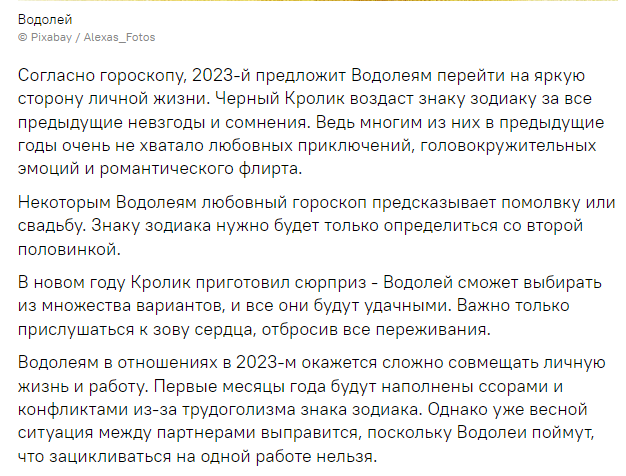 Водолей
© Pixabay / Alexas_Fotos
Согласно гороскопу, 2023-й предложит Водолеям перейти на яркую
сторону личной жизни. Черный Кролик воздаст знаку зодиаку за все
предыдущие невзгоды и сомнения. Ведь многим из них в предыдущие
годы очень не хватало любовных приключений, головокружительных
эмоций и романтического флирта.
Некоторым Водолеям любовный гороскоп предсказывает помолвку или
свадьбу. Знаку зодиака нужно будет только определиться со второй
половинкой.
В новом году Кролик приготовил сюрприз - Водолей сможет выбирать
из множества вариантов, и все они будут удачными. Важно только
прислушаться к зову сердца, отбросив все переживания.
Водолеям в отношениях в 2023-м окажется сложно совмещать личную
жизнь и работу. Первые месяцы года будут наполнены ссорами и
конфликтами из-за трудоголизма знака зодиака. Однако уже весной
ситуация между партнерами выправится, поскольку Водолеи поймут,
что зацикливаться на одной работе нельзя.